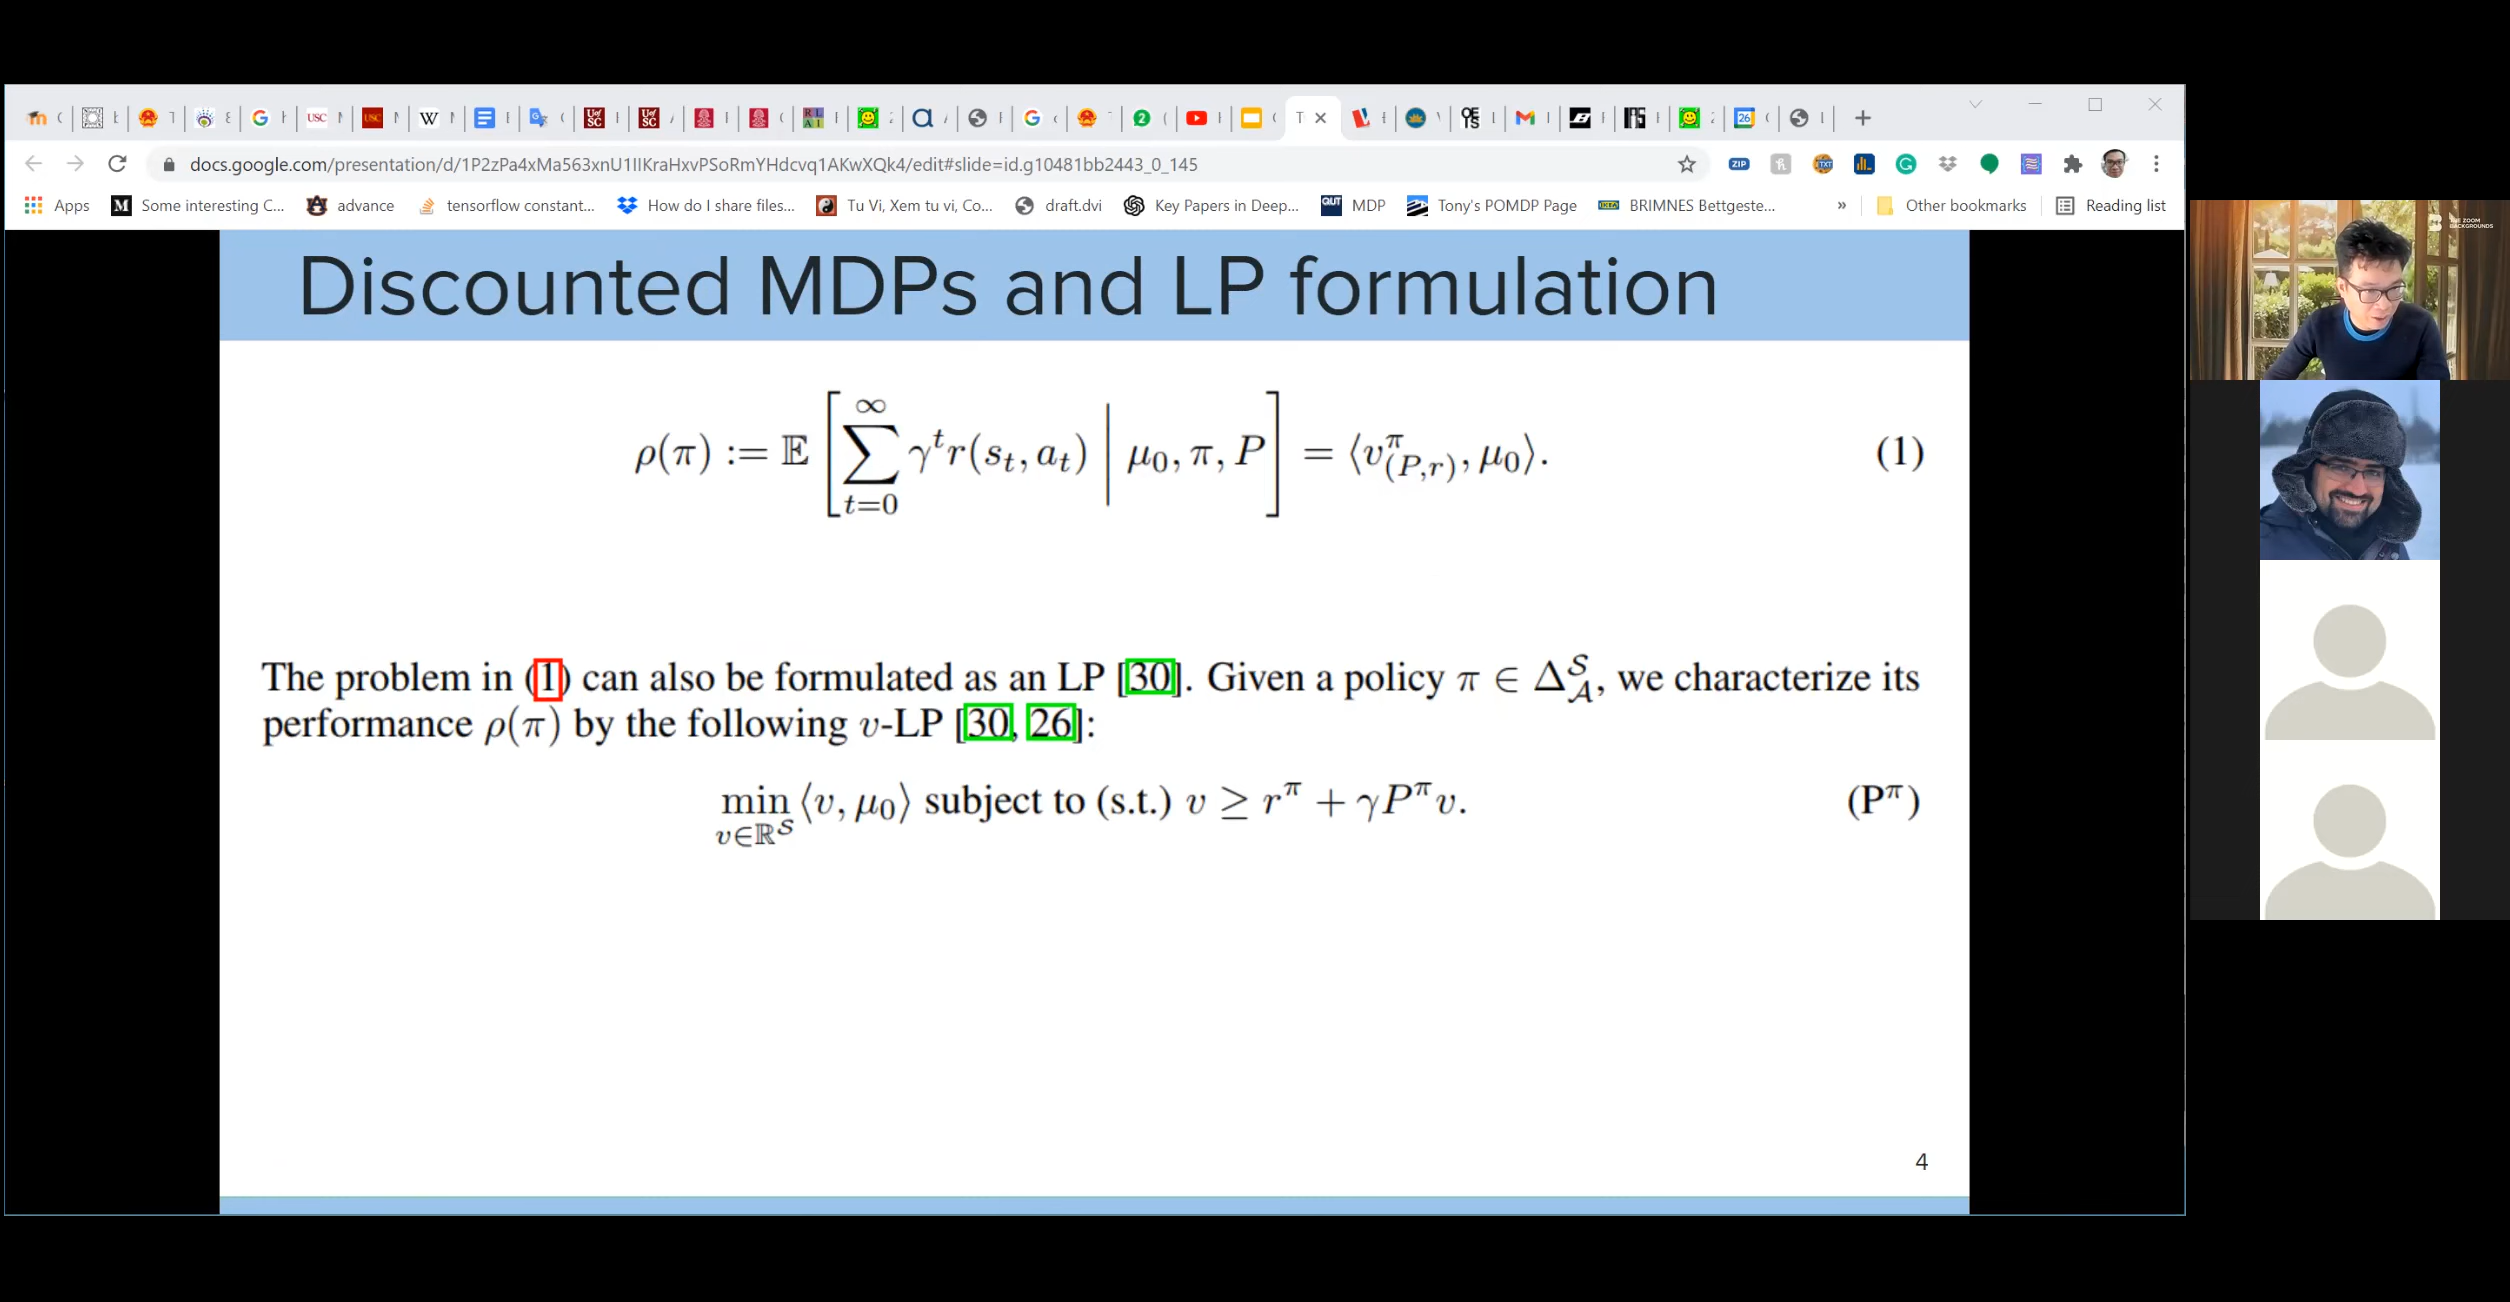 docs.google.com/presentation/d/1P2zPa4xMa563xnU1IIKraHxvPSoRmYHdcvq1AKwXQk4/edit#slide=id.g10481bb2443_0_145
Apps Some interesting C... advance tensorflow constant... How do I share files... Tu Vi, Xem tu vi, Co... draft.dvi Key Papers in Deep... MDP Tony's POMDP Page BRIMNES Bettgeste... » Other bookmarks Reading list
Discounted MDPs and LP formulation
ρ(π) := 𝔼 [ ∑_{t=0}^{∞} γ^t r(s_t, a_t) | μ_0, π, P ] = ⟨v^π_{(P,r)}, μ_0⟩. (1)
The problem in (1) can also be formulated as an LP [30]. Given a policy π ∈ Δ^𝒮_𝒜, we characterize its
performance ρ(π) by the following v-LP [30, 26]:
min_{v∈ℝ^𝒮} ⟨v, μ_0⟩ subject to (s.t.) v ≥ r^π + γP^π v. (P^π)
4